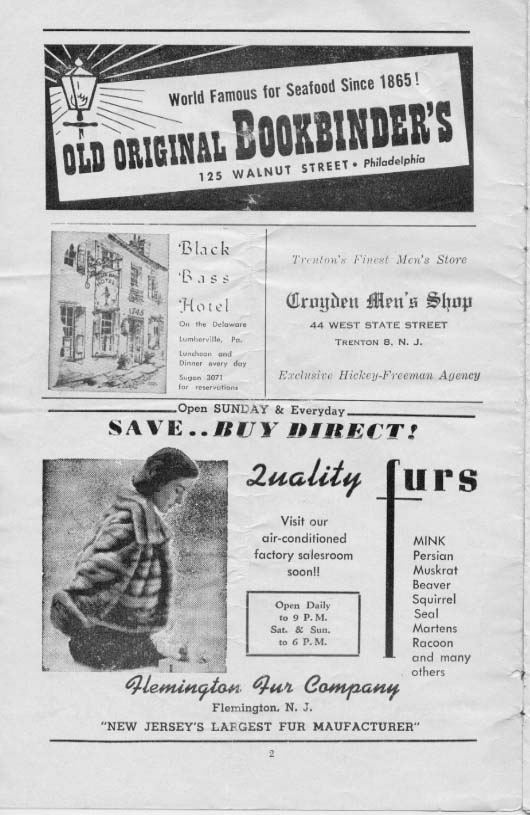 World Famous for Seafood Since 1865!
OLD ORIGINAL BOOKBINDER'S
125 WALNUT STREET • Philadelphia
Black
Bass
Hotel
On the Delaware
Lumberville, Pa.
Luncheon and
Dinner every day
Sugan 3071
for reservations
1745
Trenton's Finest Men's Store
Croyden Men's Shop
44 WEST STATE STREET
TRENTON 8, N. J.
Exclusive Hickey-Freeman Agency
Open SUNDAY & Everyday
SAVE..BUY DIRECT!
Quality furs
Visit our
air-conditioned
factory salesroom
soon!!
Open Daily
to 9 P.M.
Sat. & Sun.
to 6 P.M.
MINK
Persian
Muskrat
Beaver
Squirrel
Seal
Martens
Racoon
and many
others
Flemington Fur Company
Flemington, N. J.
"NEW JERSEY'S LARGEST FUR MAUFACTURER"
2